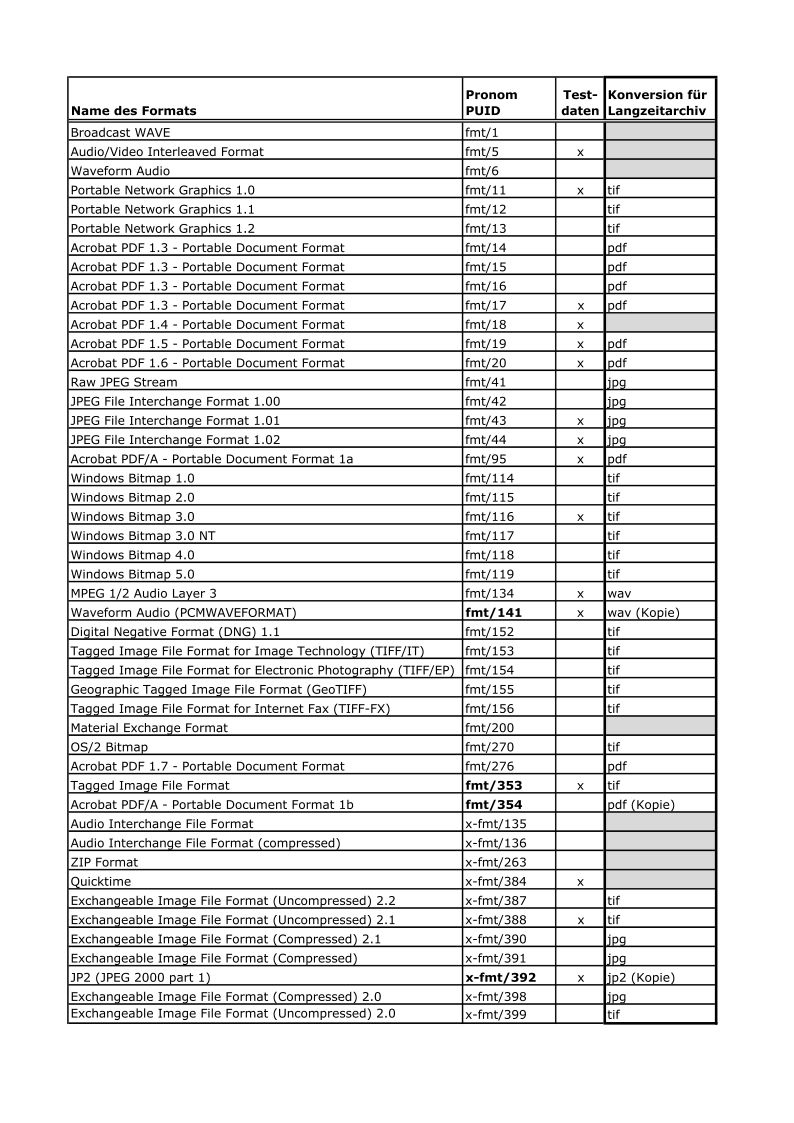 Name des Formats Pronom PUID Test-daten Konversion für Langzeitarchiv
Broadcast WAVE fmt/1
Audio/Video Interleaved Format fmt/5 x
Waveform Audio fmt/6
Portable Network Graphics 1.0 fmt/11 x tif
Portable Network Graphics 1.1 fmt/12 tif
Portable Network Graphics 1.2 fmt/13 tif
Acrobat PDF 1.3 - Portable Document Format fmt/14 pdf
Acrobat PDF 1.3 - Portable Document Format fmt/15 pdf
Acrobat PDF 1.3 - Portable Document Format fmt/16 pdf
Acrobat PDF 1.3 - Portable Document Format fmt/17 x pdf
Acrobat PDF 1.4 - Portable Document Format fmt/18 x
Acrobat PDF 1.5 - Portable Document Format fmt/19 x pdf
Acrobat PDF 1.6 - Portable Document Format fmt/20 x pdf
Raw JPEG Stream fmt/41 jpg
JPEG File Interchange Format 1.00 fmt/42 jpg
JPEG File Interchange Format 1.01 fmt/43 x jpg
JPEG File Interchange Format 1.02 fmt/44 x jpg
Acrobat PDF/A - Portable Document Format 1a fmt/95 x pdf
Windows Bitmap 1.0 fmt/114 tif
Windows Bitmap 2.0 fmt/115 tif
Windows Bitmap 3.0 fmt/116 x tif
Windows Bitmap 3.0 NT fmt/117 tif
Windows Bitmap 4.0 fmt/118 tif
Windows Bitmap 5.0 fmt/119 tif
MPEG 1/2 Audio Layer 3 fmt/134 x wav
Waveform Audio (PCMWAVEFORMAT) fmt/141 x wav (Kopie)
Digital Negative Format (DNG) 1.1 fmt/152 tif
Tagged Image File Format for Image Technology (TIFF/IT) fmt/153 tif
Tagged Image File Format for Electronic Photography (TIFF/EP) fmt/154 tif
Geographic Tagged Image File Format (GeoTIFF) fmt/155 tif
Tagged Image File Format for Internet Fax (TIFF-FX) fmt/156 tif
Material Exchange Format fmt/200
OS/2 Bitmap fmt/270 tif
Acrobat PDF 1.7 - Portable Document Format fmt/276 pdf
Tagged Image File Format fmt/353 x tif
Acrobat PDF/A - Portable Document Format 1b fmt/354 pdf (Kopie)
Audio Interchange File Format x-fmt/135
Audio Interchange File Format (compressed) x-fmt/136
ZIP Format x-fmt/263
Quicktime x-fmt/384 x
Exchangeable Image File Format (Uncompressed) 2.2 x-fmt/387 tif
Exchangeable Image File Format (Uncompressed) 2.1 x-fmt/388 x tif
Exchangeable Image File Format (Compressed) 2.1 x-fmt/390 jpg
Exchangeable Image File Format (Compressed) x-fmt/391 jpg
JP2 (JPEG 2000 part 1) x-fmt/392 x jp2 (Kopie)
Exchangeable Image File Format (Compressed) 2.0 x-fmt/398 jpg
Exchangeable Image File Format (Uncompressed) 2.0 x-fmt/399 tif